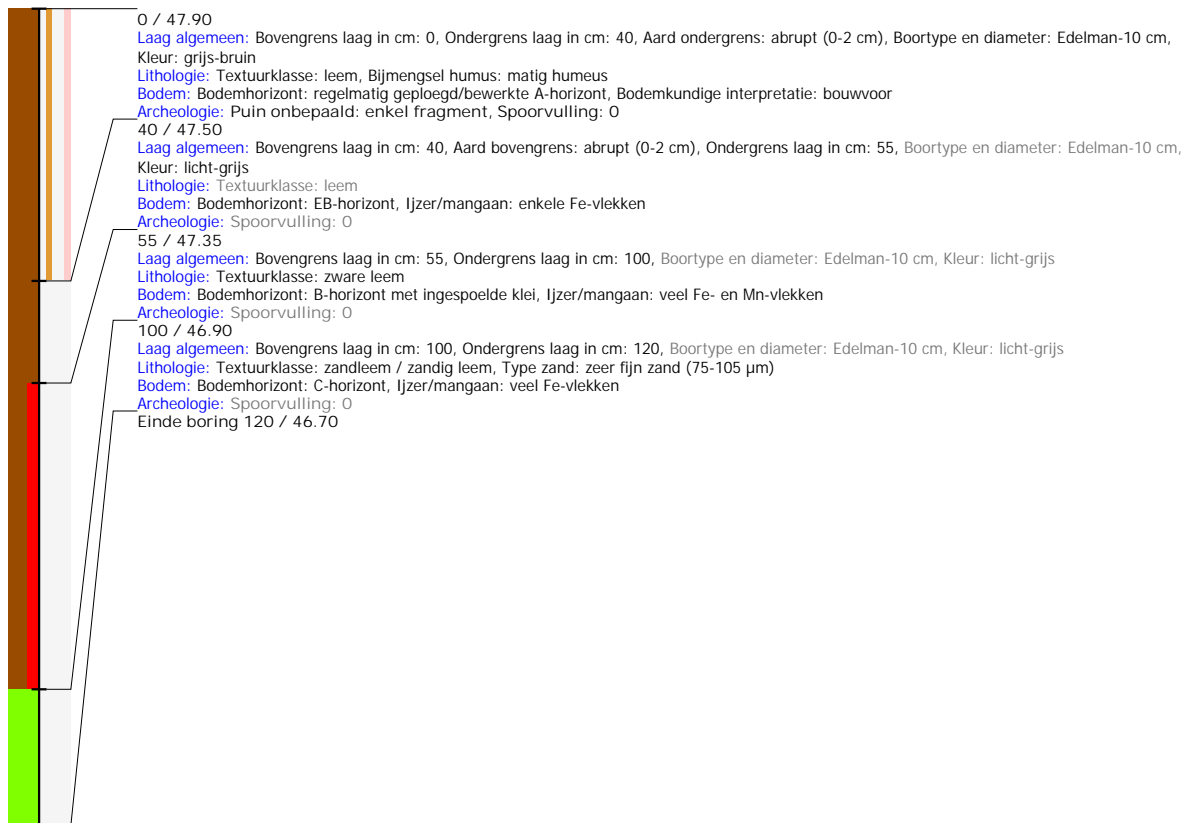 0 / 47.90
Laag algemeen: Bovengrens laag in cm: 0, Ondergrens laag in cm: 40, Aard ondergrens: abrupt (0-2 cm), Boortype en diameter: Edelman-10 cm,
Kleur: grijs-bruin
Lithologie: Textuurklasse: leem, Bijmengsel humus: matig humeus
Bodem: Bodemhorizont: regelmatig geploegd/bewerkte A-horizont, Bodemkundige interpretatie: bouwvoor
Archeologie: Puin onbepaald: enkel fragment, Spoorvulling: 0
40 / 47.50
Laag algemeen: Bovengrens laag in cm: 40, Aard bovengrens: abrupt (0-2 cm), Ondergrens laag in cm: 55, Boortype en diameter: Edelman-10 cm,
Kleur: licht-grijs
Lithologie: Textuurklasse: leem
Bodem: Bodemhorizont: EB-horizont, Ijzer/mangaan: enkele Fe-vlekken
Archeologie: Spoorvulling: 0
55 / 47.35
Laag algemeen: Bovengrens laag in cm: 55, Ondergrens laag in cm: 100, Boortype en diameter: Edelman-10 cm, Kleur: licht-grijs
Lithologie: Textuurklasse: zware leem
Bodem: Bodemhorizont: B-horizont met ingespoelde klei, Ijzer/mangaan: veel Fe- en Mn-vlekken
Archeologie: Spoorvulling: 0
100 / 46.90
Laag algemeen: Bovengrens laag in cm: 100, Ondergrens laag in cm: 120, Boortype en diameter: Edelman-10 cm, Kleur: licht-grijs
Lithologie: Textuurklasse: zandleem / zandig leem, Type zand: zeer fijn zand (75-105 µm)
Bodem: Bodemhorizont: C-horizont, Ijzer/mangaan: veel Fe-vlekken
Archeologie: Spoorvulling: 0
Einde boring 120 / 46.70